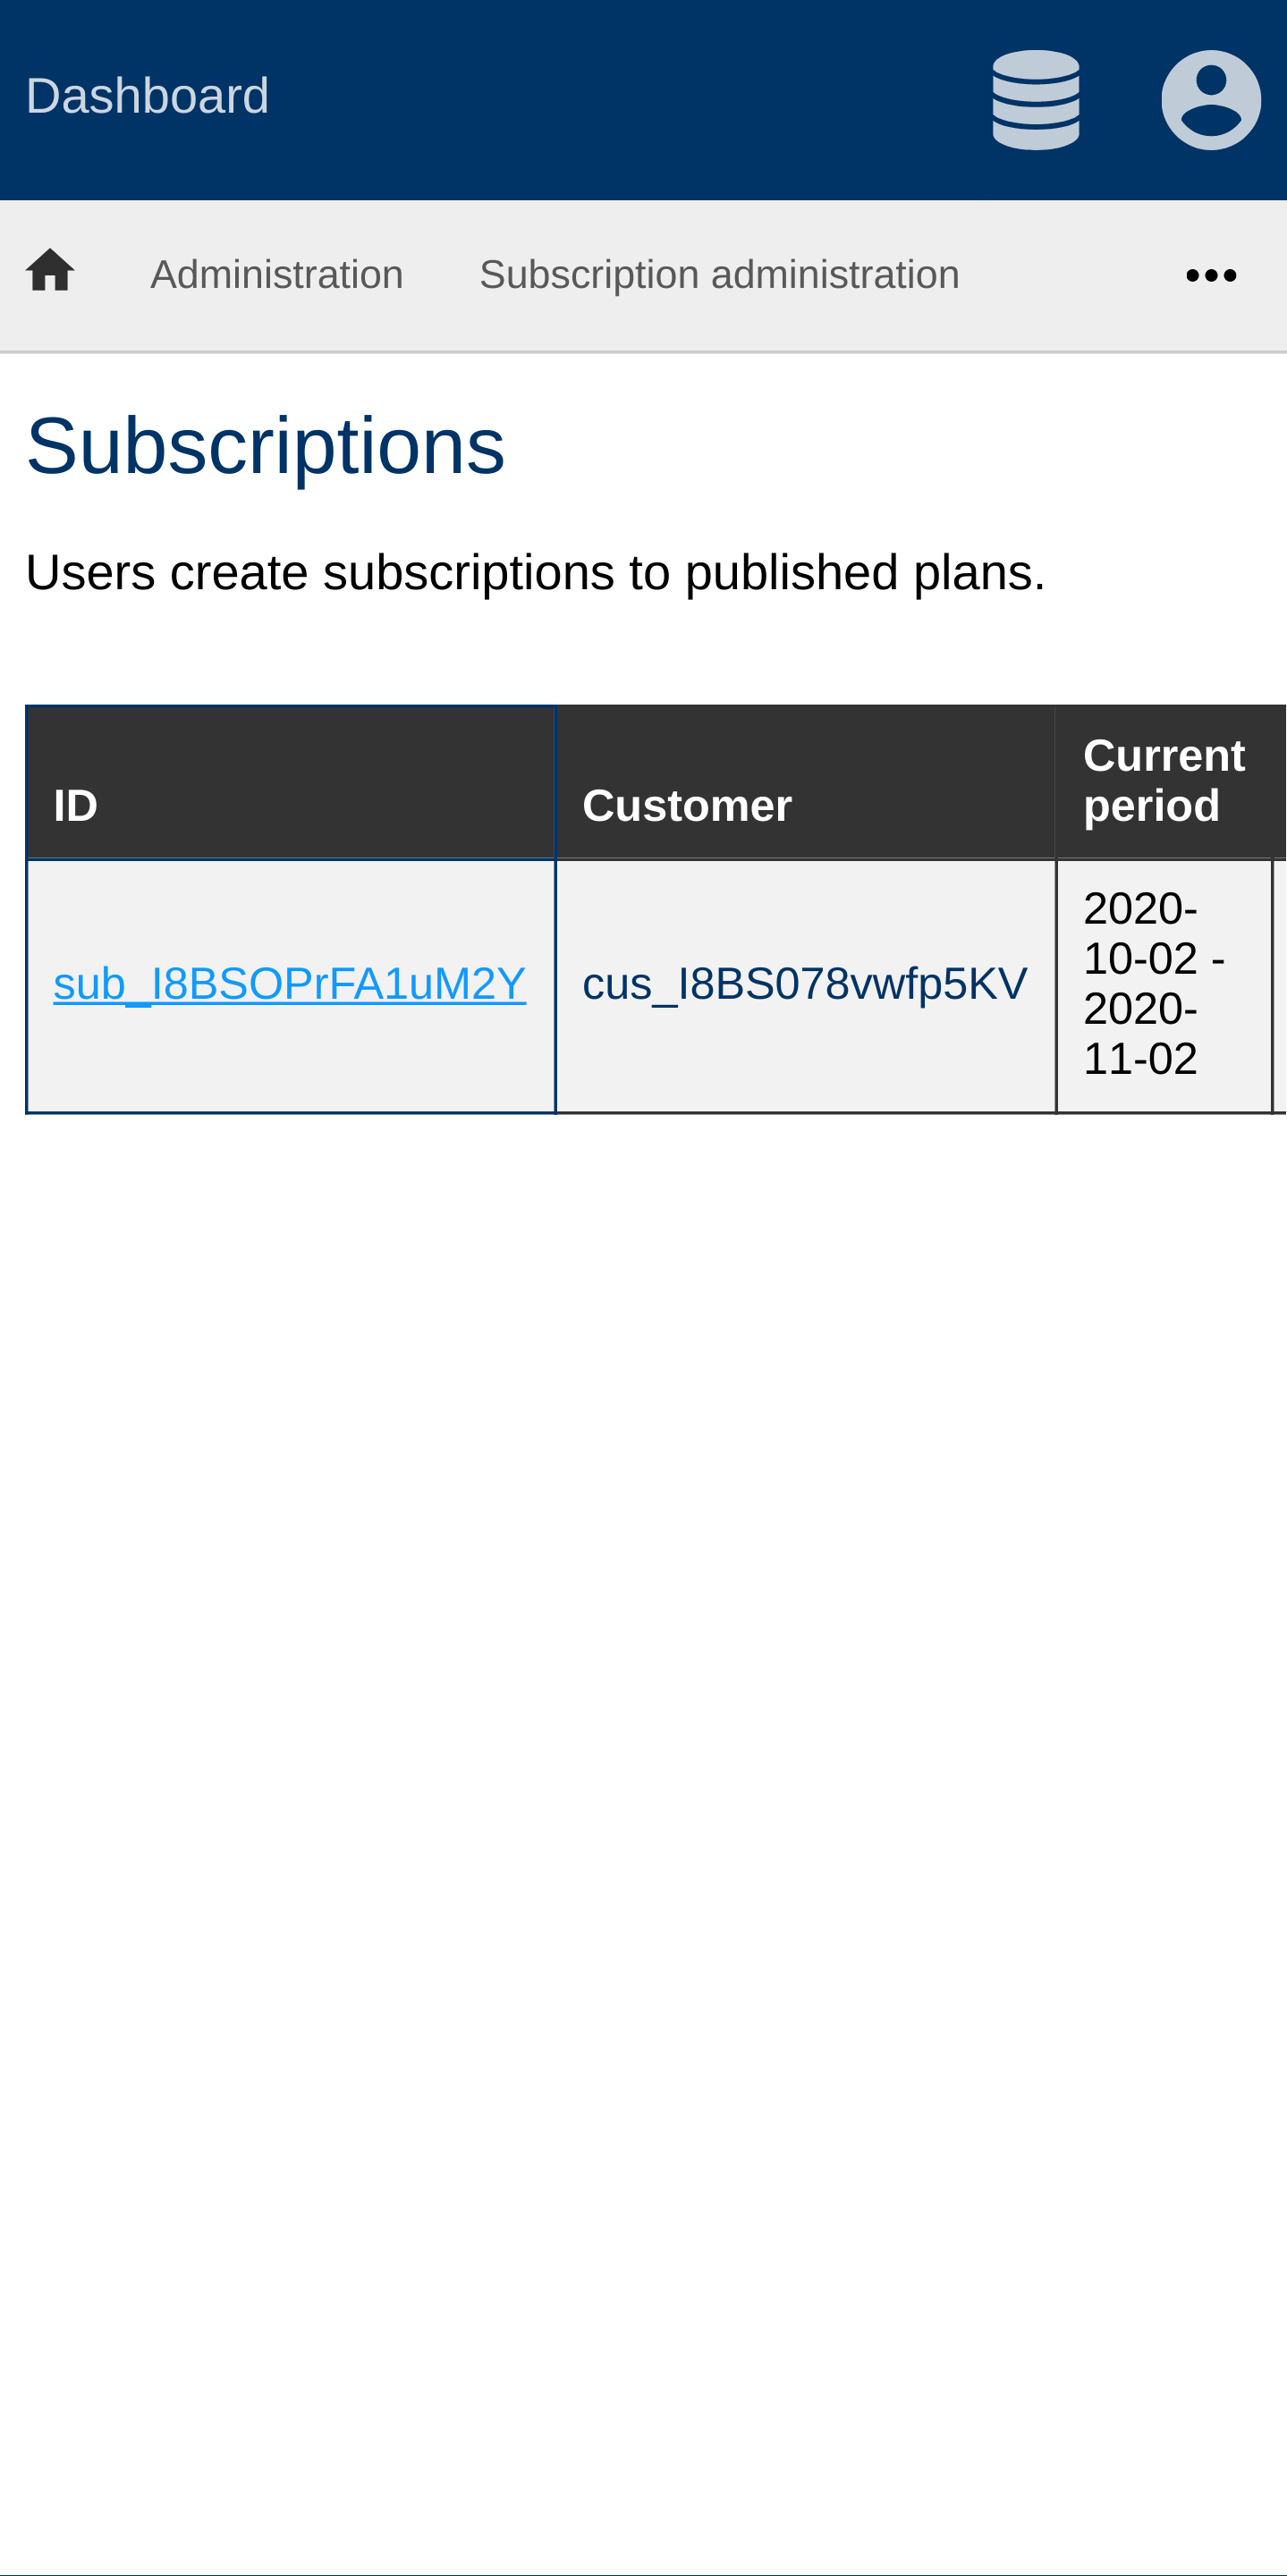 Dashboard
Administration Subscription administration •••
Subscriptions
Users create subscriptions to published plans.
ID Customer Current period
sub_I8BSOPrFA1uM2Y cus_I8BS078vwfp5KV 2020-
10-02 -
2020-
11-02